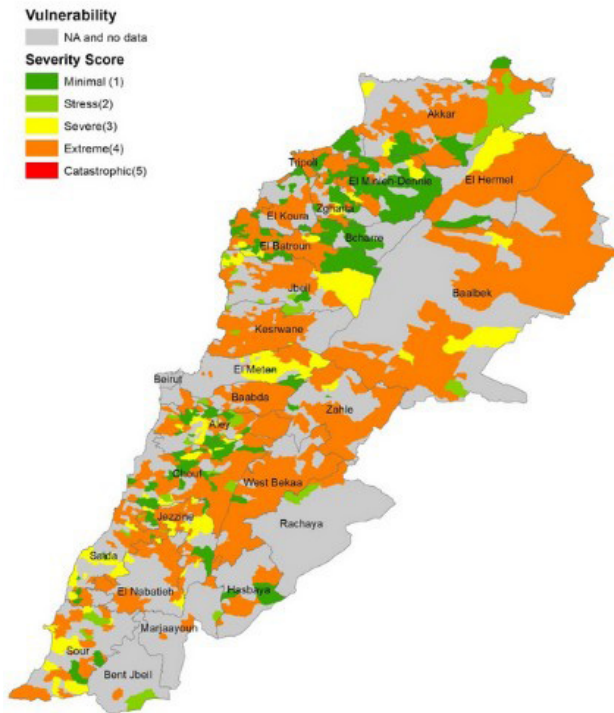 Vulnerability
NA and no data
Severity Score
Minimal (1)
Stress(2)
Severe(3)
Extreme(4)
Catastrophic(5)
Akkar
Tripoli
El Minieh-Dennie
El Hermel
Zgharta
El Koura
Bcharre
El Batroun
Jbeil
Baalbek
Kesrwane
El Meten
Beirut
Baabda
Zahle
Aley
Chouf
West Bekaa
Jezzine
Rachaya
Saida
El Nabatieh
Hasbaya
Marjaayoun
Sour
Bent Jbeil